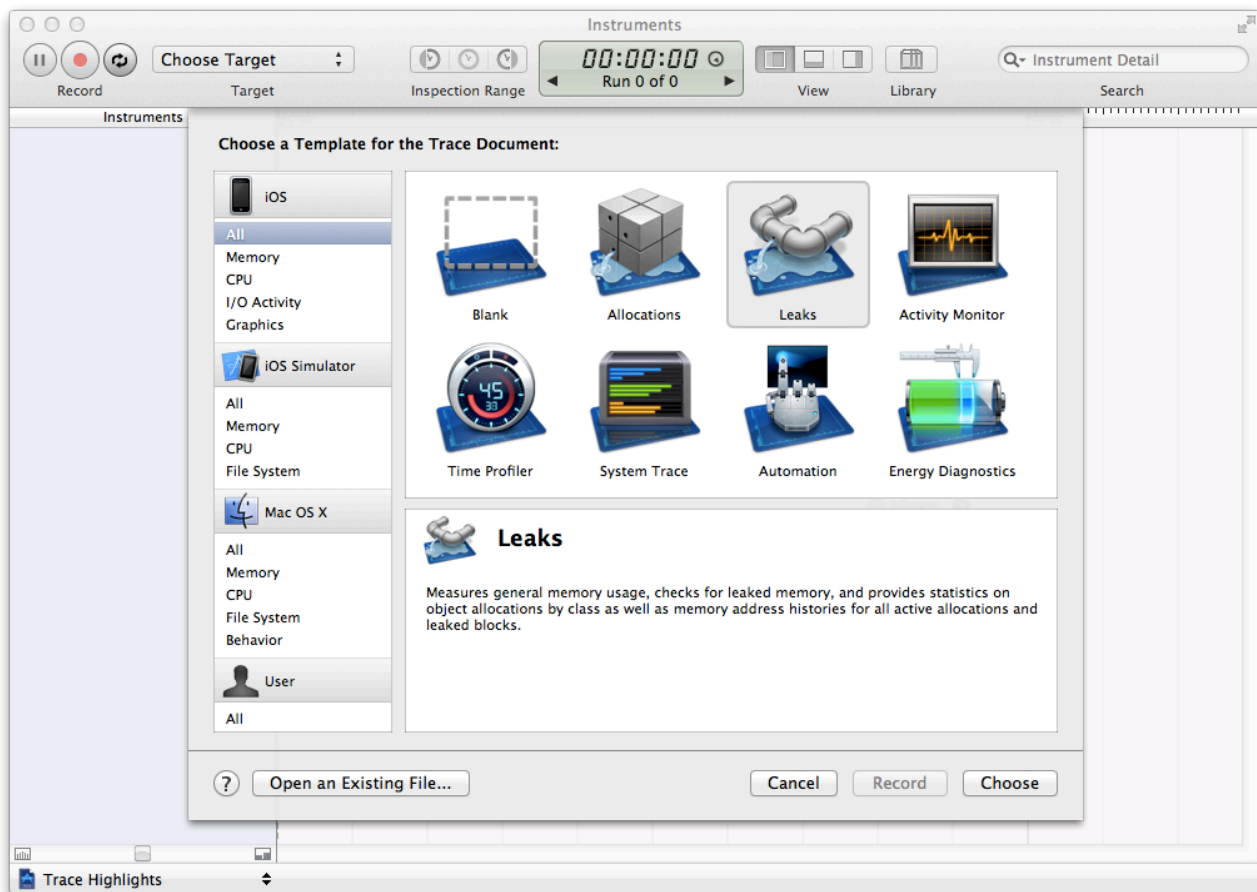 Instruments
Choose Target
00:00:00
Run 0 of 0
Instrument Detail
Record
Target
Inspection Range
View
Library
Search
Instruments
Choose a Template for the Trace Document:
iOS
All
Memory
CPU
I/O Activity
Graphics
iOS Simulator
All
Memory
CPU
File System
Mac OS X
All
Memory
CPU
File System
Behavior
User
All
Blank
Allocations
Leaks
Activity Monitor
45
33
Time Profiler
System Trace
Automation
Energy Diagnostics
Leaks
Measures general memory usage, checks for leaked memory, and provides statistics on
object allocations by class as well as memory address histories for all active allocations and
leaked blocks.
?
Open an Existing File...
Cancel
Record
Choose
Trace Highlights